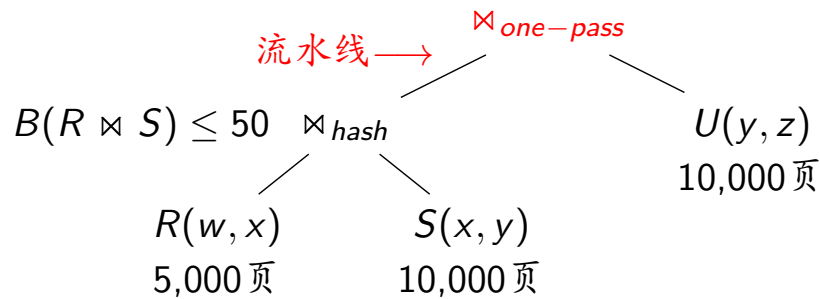 ⋈one−pass
流水线→
B(R ⋈ S) ≤ 50 ⋈hash U(y, z)
10,000页
R(w, x) S(x, y)
5,000页 10,000页